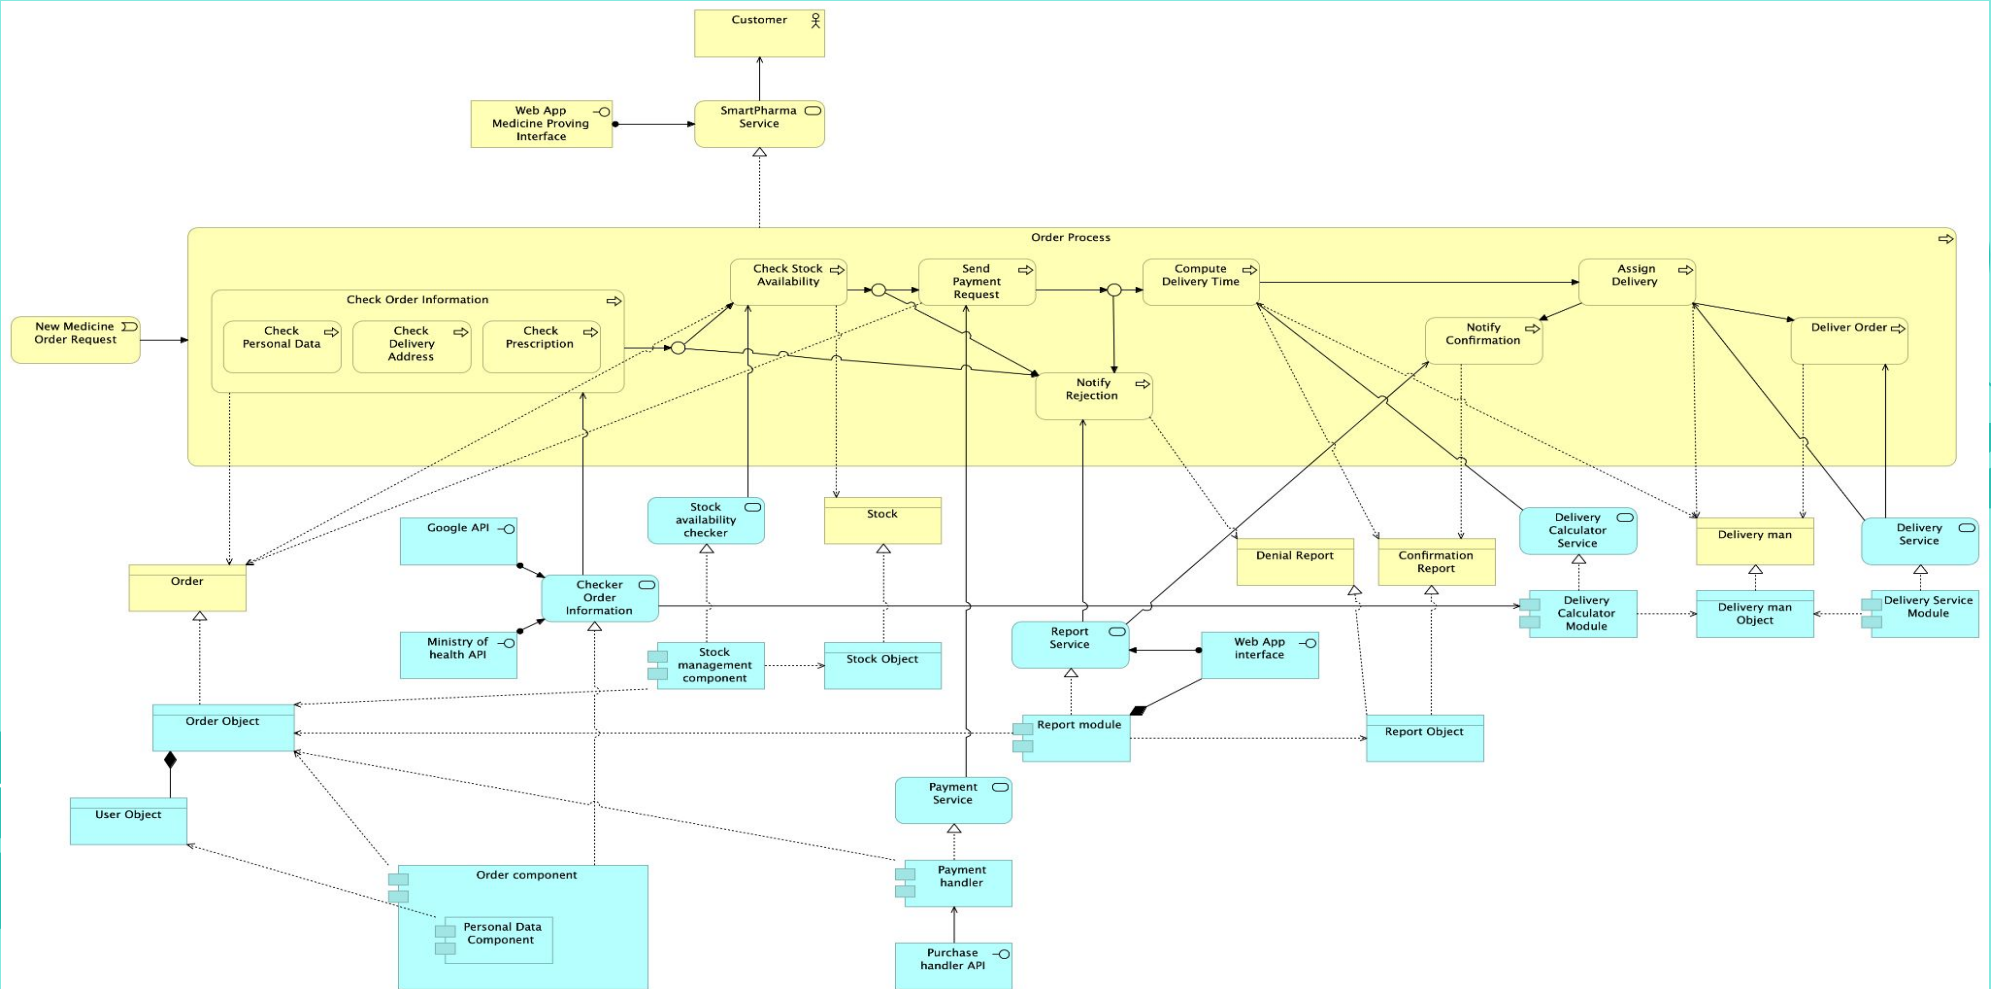 Customer
Web App
Medicine Proving
Interface
SmartPharma
Service
Order Process
New Medicine
Order Request
Check Order Information
Check
Personal Data
Check
Delivery
Address
Check
Prescription
Check Stock
Availability
Send
Payment
Request
Compute
Delivery Time
Assign
Delivery
Notify
Confirmation
Deliver Order
Notify
Rejection
Google API
Stock
availability
checker
Stock
Delivery
Calculator
Service
Delivery man
Delivery
Service
Denial Report
Confirmation
Report
Order
Checker
Order
Information
Ministry of
health API
Stock
management
component
Stock Object
Report
Service
Web App
interface
Delivery
Calculator
Module
Delivery man
Object
Delivery Service
Module
Order Object
Report module
Report Object
User Object
Payment
Service
Order component
Personal Data
Component
Payment
handler
Purchase
handler API